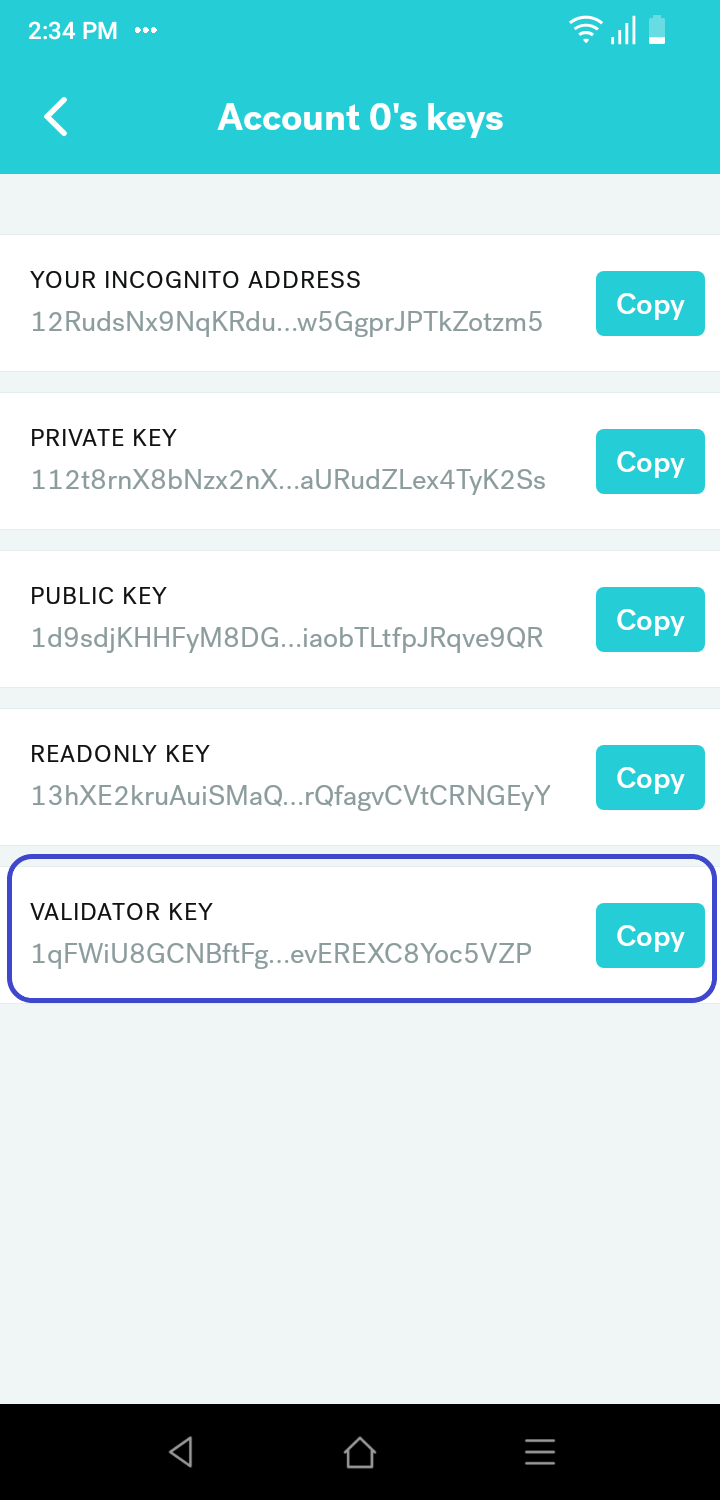 2:34 PM
Account 0's keys
YOUR INCOGNITO ADDRESS
12RudsNx9NqKRdu...w5GgprJPTkZotzm5
Copy
PRIVATE KEY
112t8rnX8bNzx2nX...aURudZLex4TyK2Ss
Copy
PUBLIC KEY
1d9sdjKHHFyM8DG...iaobTLtfpJRqve9QR
Copy
READONLY KEY
13hXE2kruAuiSMaQ...rQfagvCVtCRNGEyY
Copy
VALIDATOR KEY
1qFWiU8GCNBftFg...evEREXC8Yoc5VZP
Copy